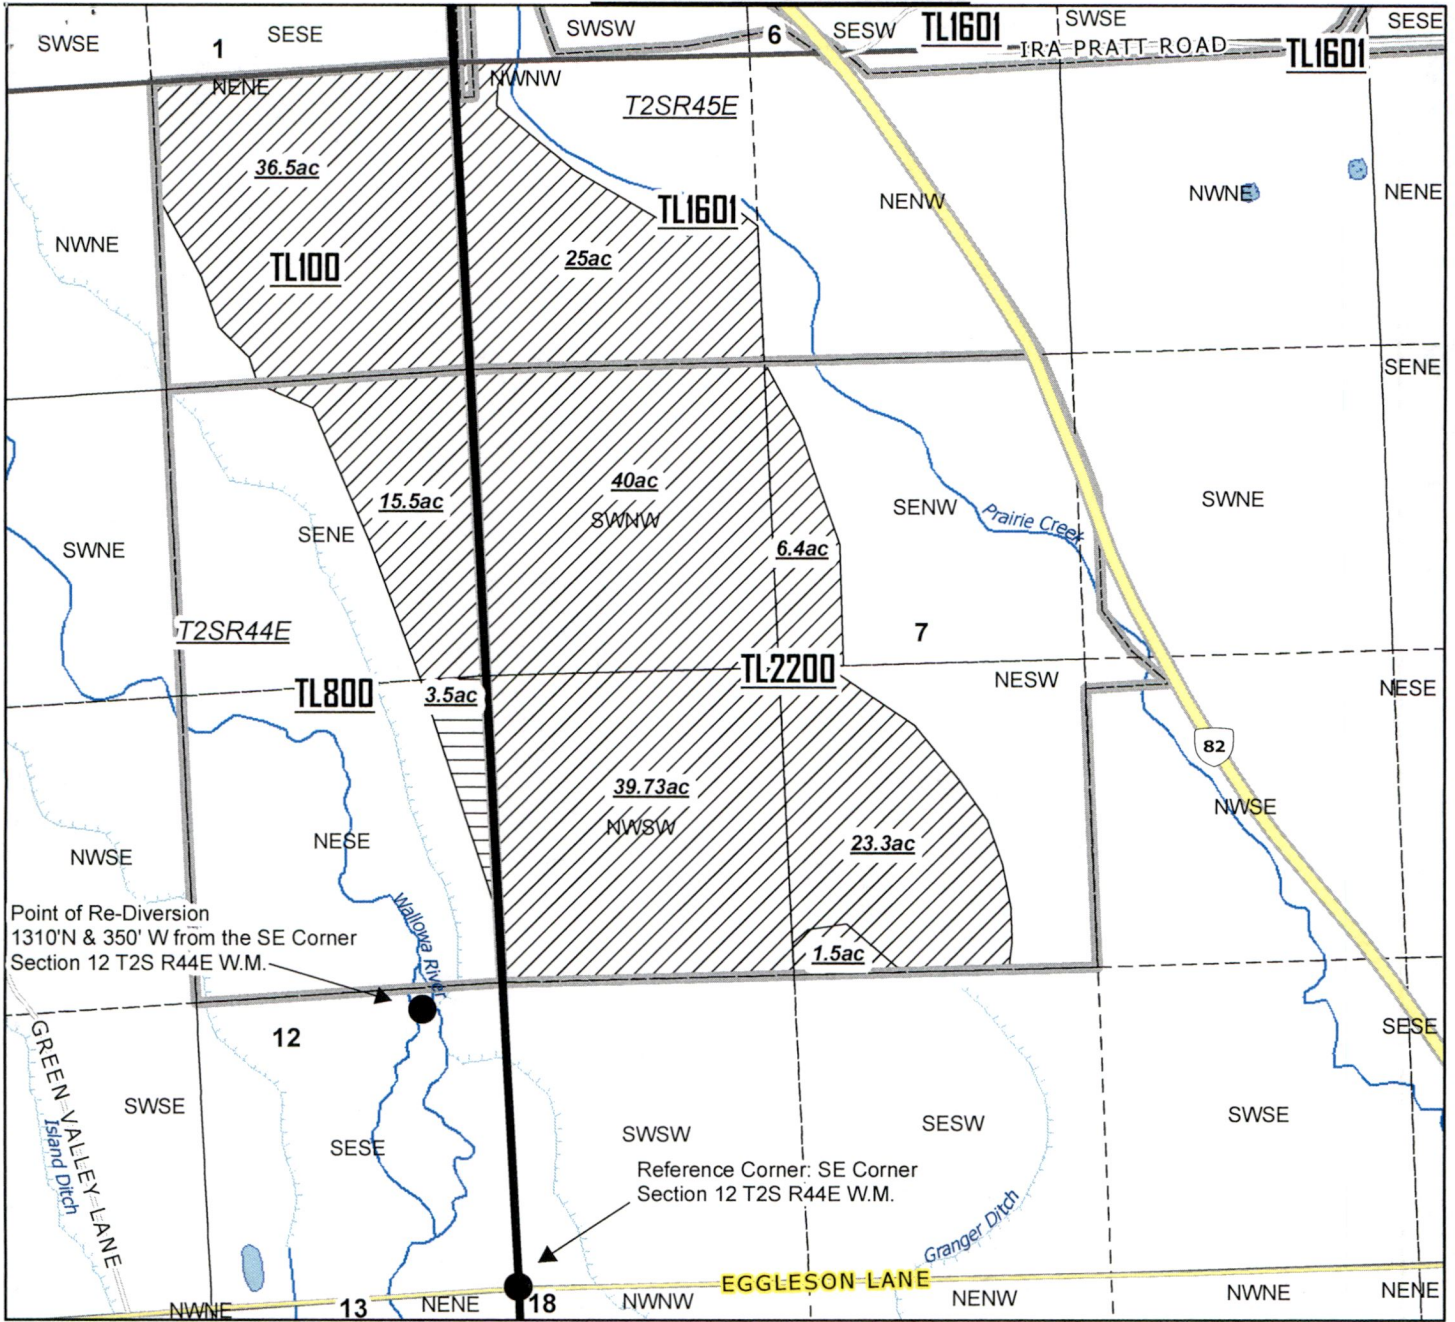 SWSE
1
SESE
SWSW
6
SESW
TL1601
SWSE
SESE
IRA PRATT ROAD
TL1601
NENE
NWNW
T2SR45E
36.5ac
TL1601
NENW
NWNE
NENE
NWNE
TL100
25ac
SENE
40ac
15.5ac
SWNW
SENW
SWNE
Prairie Creek
SENE
SWNE
6.4ac
T2SR44E
7
TL2200
TL800
3.5ac
NESW
NESE
82
39.73ac
NWSW
NWSE
NESE
NWSE
23.3ac
Point of Re-Diversion
1310'N & 350' W from the SE Corner
Section 12 T2S R44E W.M.
Wallowa River
1.5ac
12
SESE
GREEN VALLEY LANE
Island Ditch
SWSE
SESE
SWSW
SESW
SWSE
Reference Corner: SE Corner
Section 12 T2S R44E W.M.
Granger Ditch
EGGLESON LANE
NWNE
13
NENE
18
NWNW
NENW
NWNE
NENE